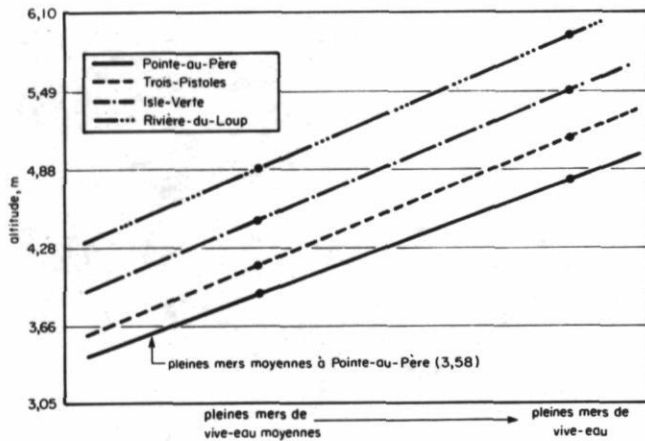 6,10
Pointe-au-Père
Trois-Pistoles
Isle-Verte
Rivière-du-Loup
5,49
4,88
altitude, m
4,28
3,66
pleines mers moyennes à Pointe-au-Père (3,58)
3,05
pleines mers de
vive-eau moyennes
pleines mers de
vive-eau